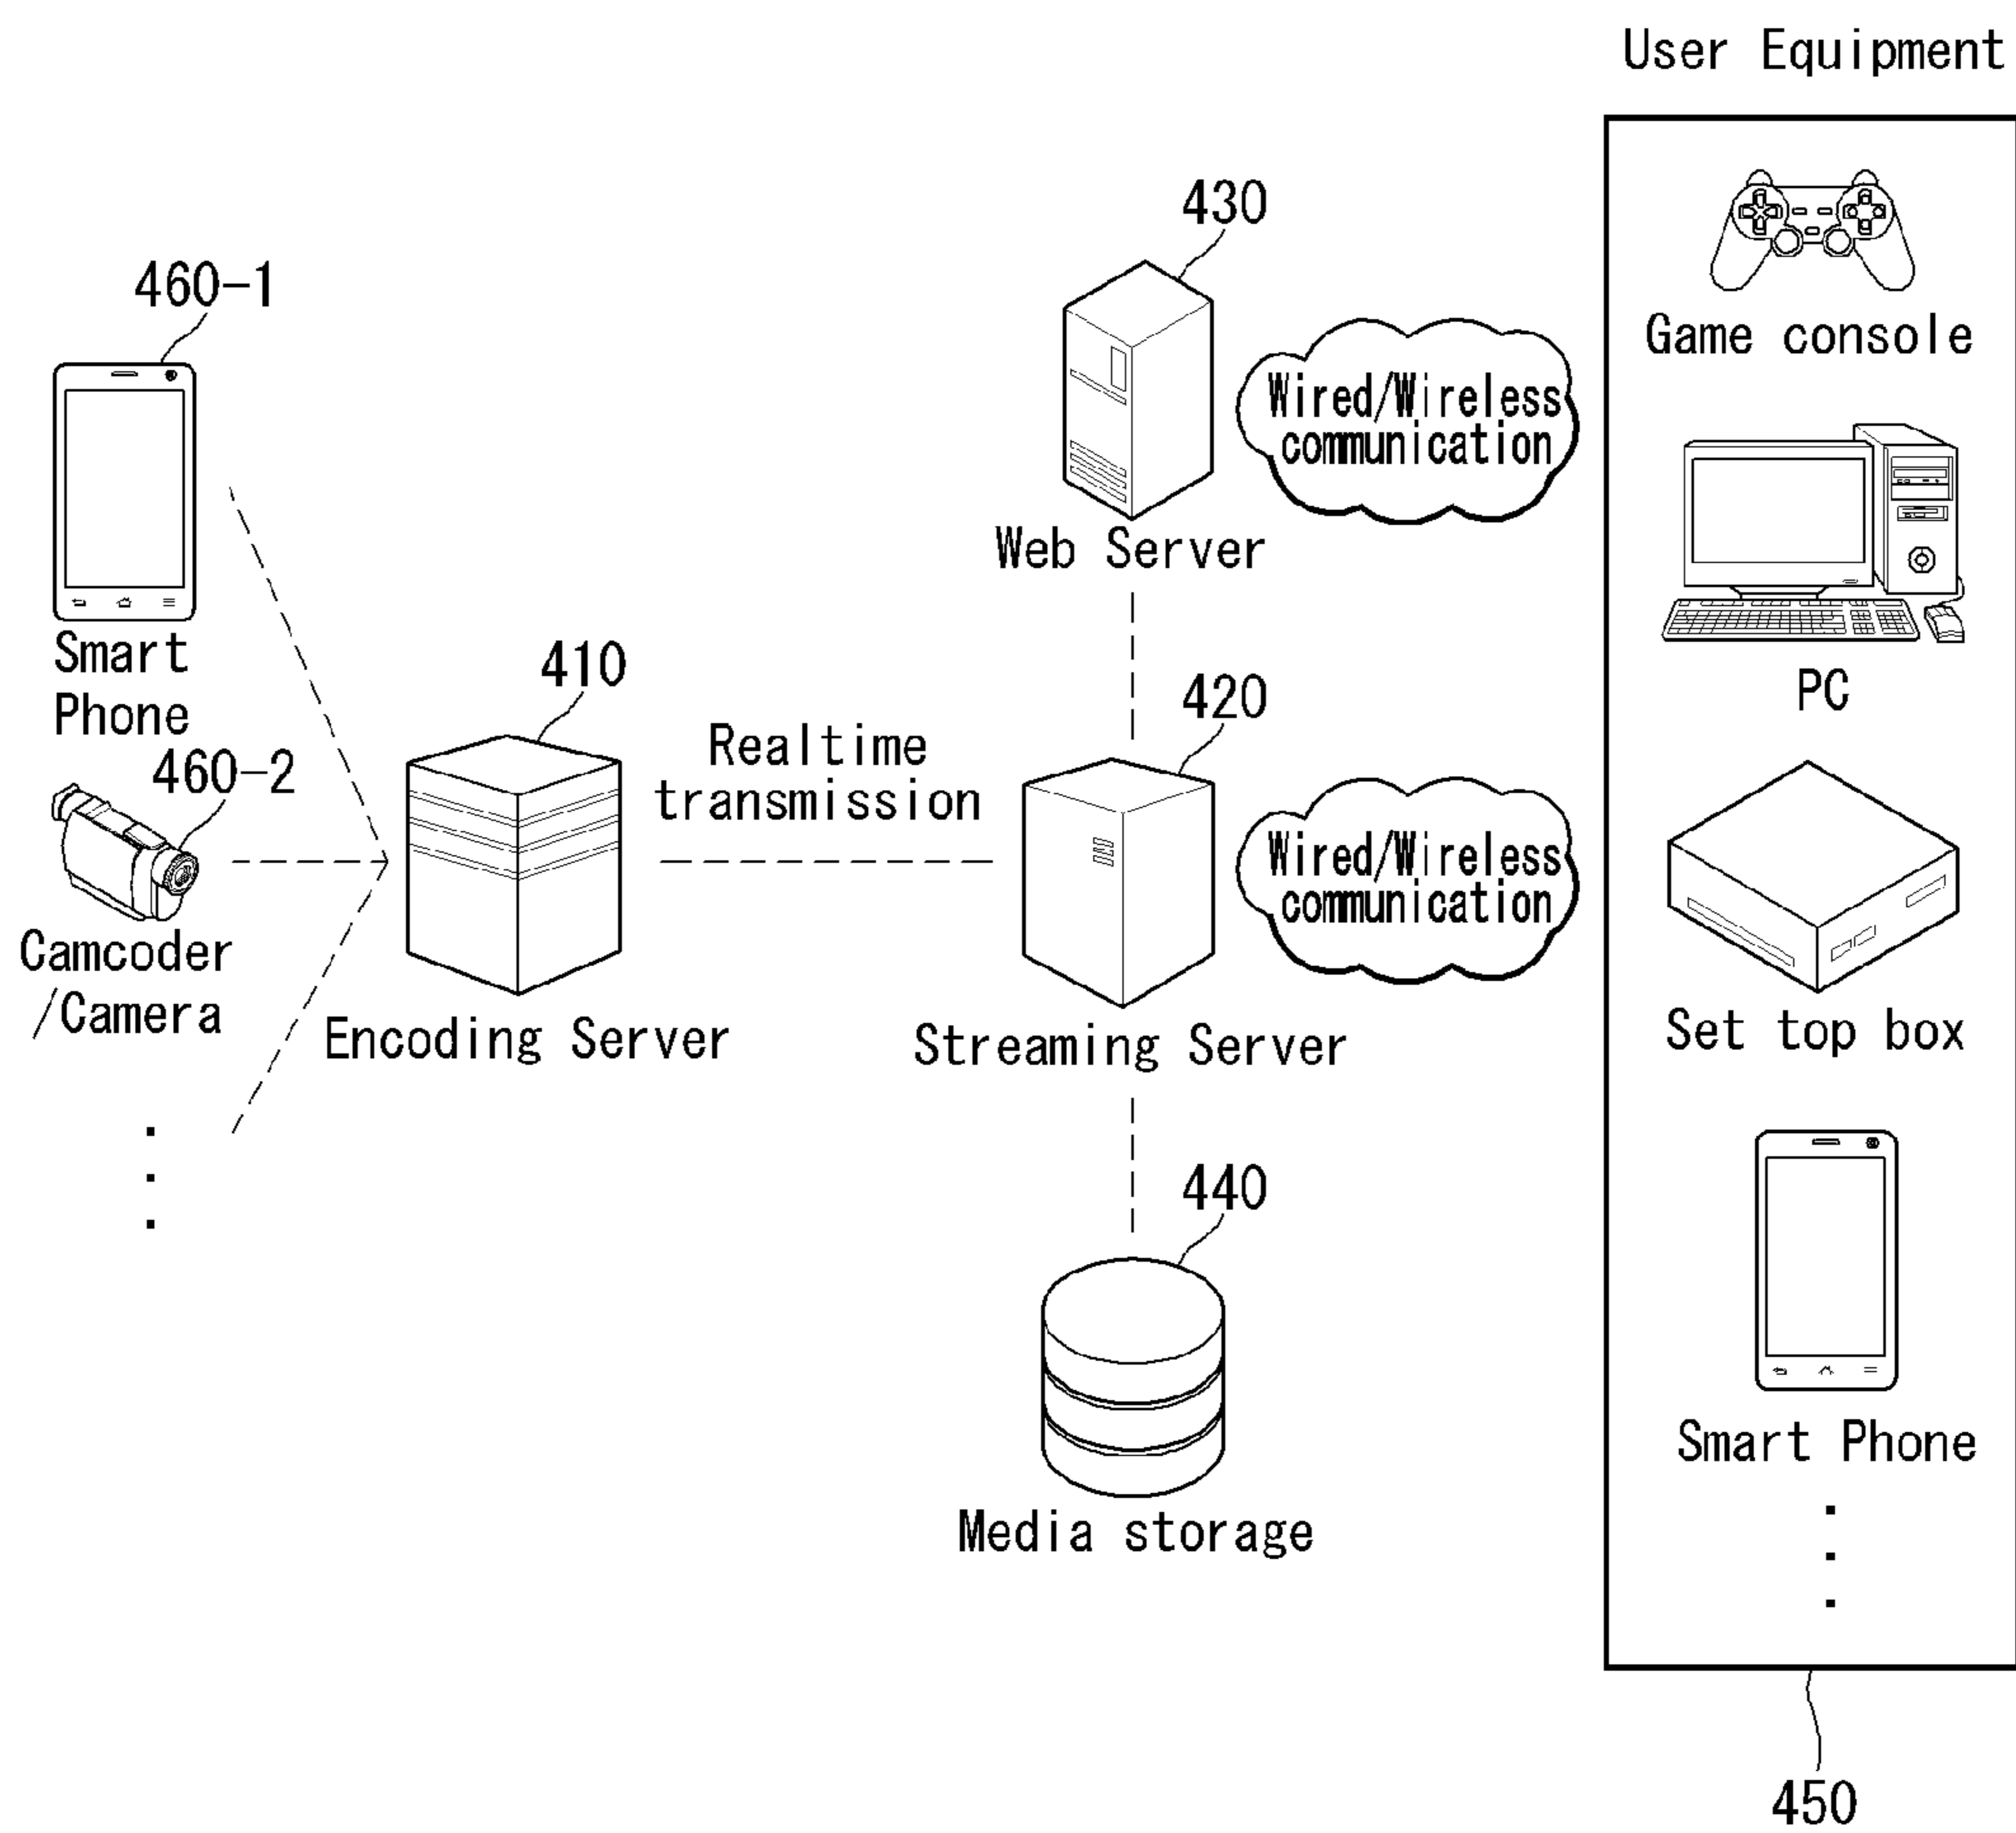 User Equipment
430
460-1
Game console
Wired/Wireless
communication
Web Server
Smart
Phone
410
420
PC
Realtime
transmission
460-2
Wired/Wireless
communication
Camcoder
/Camera
Encoding Server
Streaming Server
Set top box
440
Smart Phone
Media storage
450